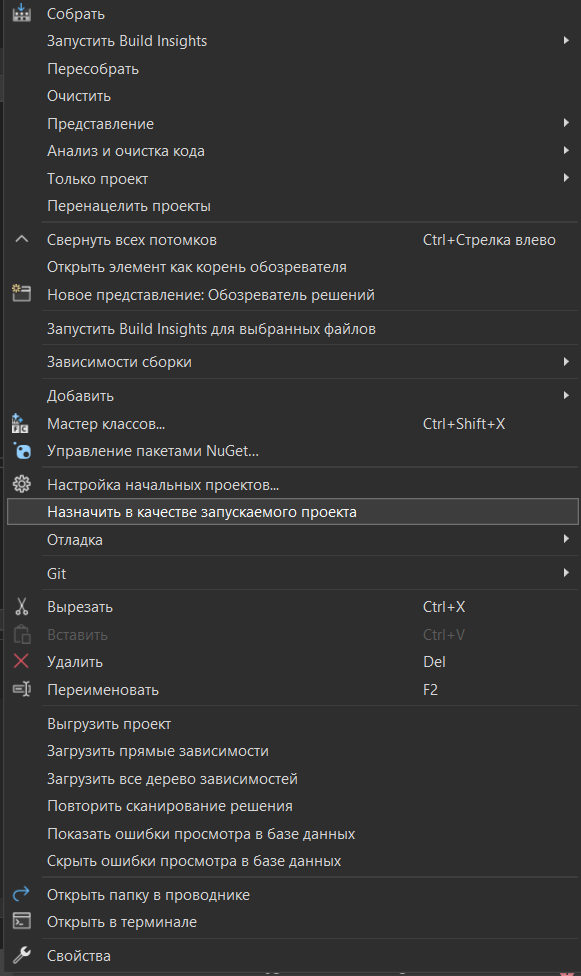 Собрать
Запустить Build Insights
Пересобрать
Очистить
Представление
Анализ и очистка кода
Только проект
Перенацелить проекты
Свернуть всех потомков Ctrl+Стрелка влево
Открыть элемент как корень обозревателя
Новое представление: Обозреватель решений
Запустить Build Insights для выбранных файлов
Зависимости сборки
Добавить
Мастер классов... Ctrl+Shift+X
Управление пакетами NuGet...
Настройка начальных проектов...
Назначить в качестве запускаемого проекта
Отладка
Git
Вырезать Ctrl+X
Вставить Ctrl+V
Удалить Del
Переименовать F2
Выгрузить проект
Загрузить прямые зависимости
Загрузить все дерево зависимостей
Повторить сканирование решения
Показать ошибки просмотра в базе данных
Скрыть ошибки просмотра в базе данных
Открыть папку в проводнике
Открыть в терминале
Свойства